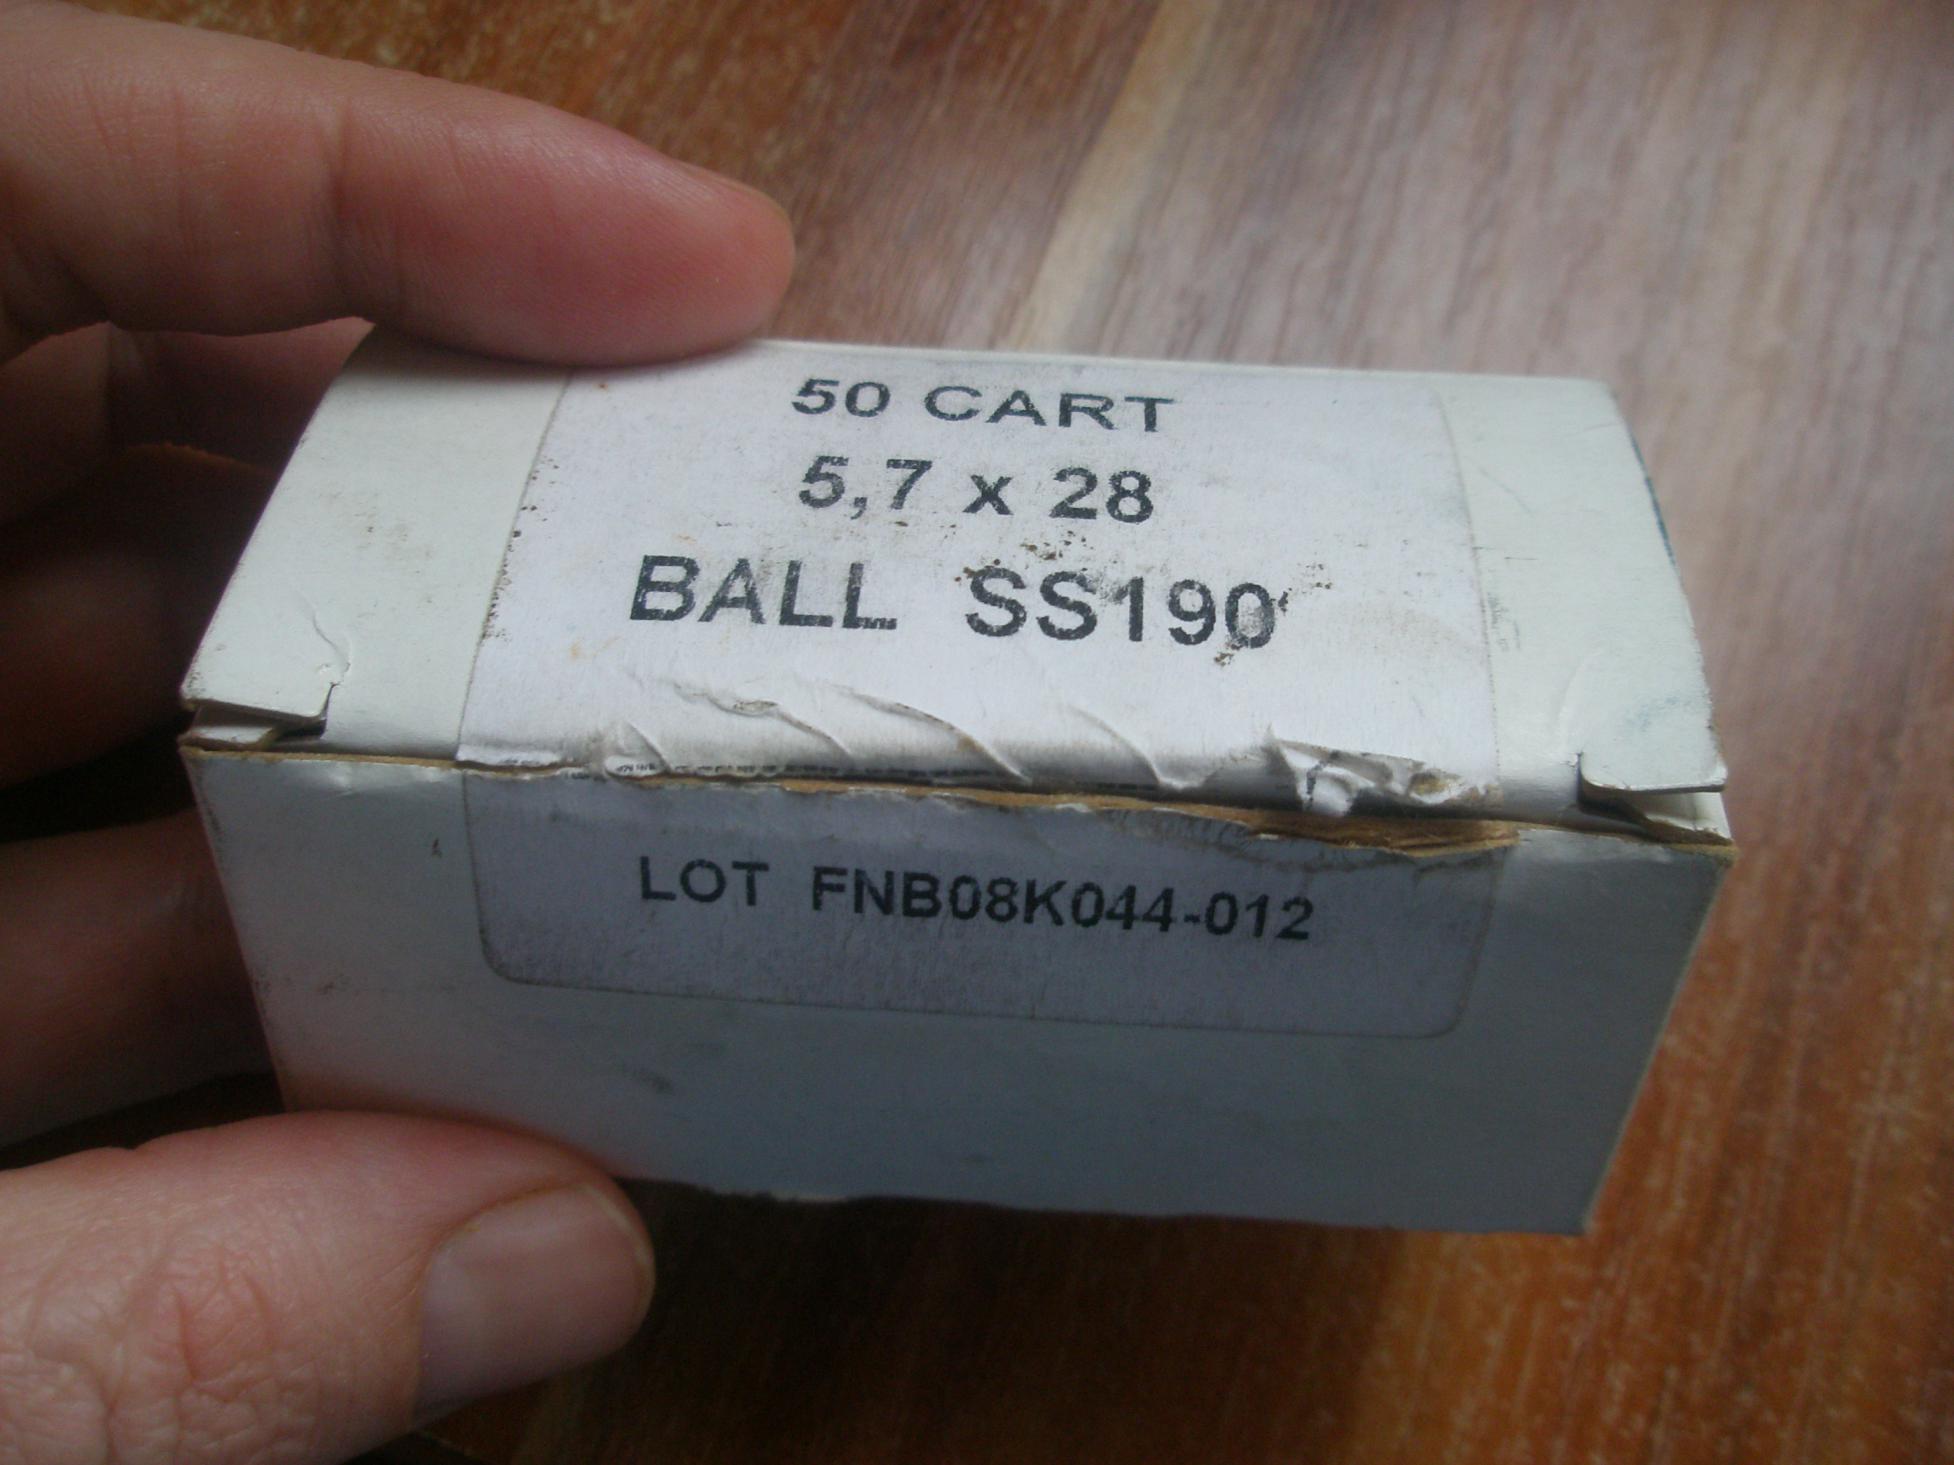 50 CART
5,7 x 28
BALL SS190
LOT FNB08K044-012